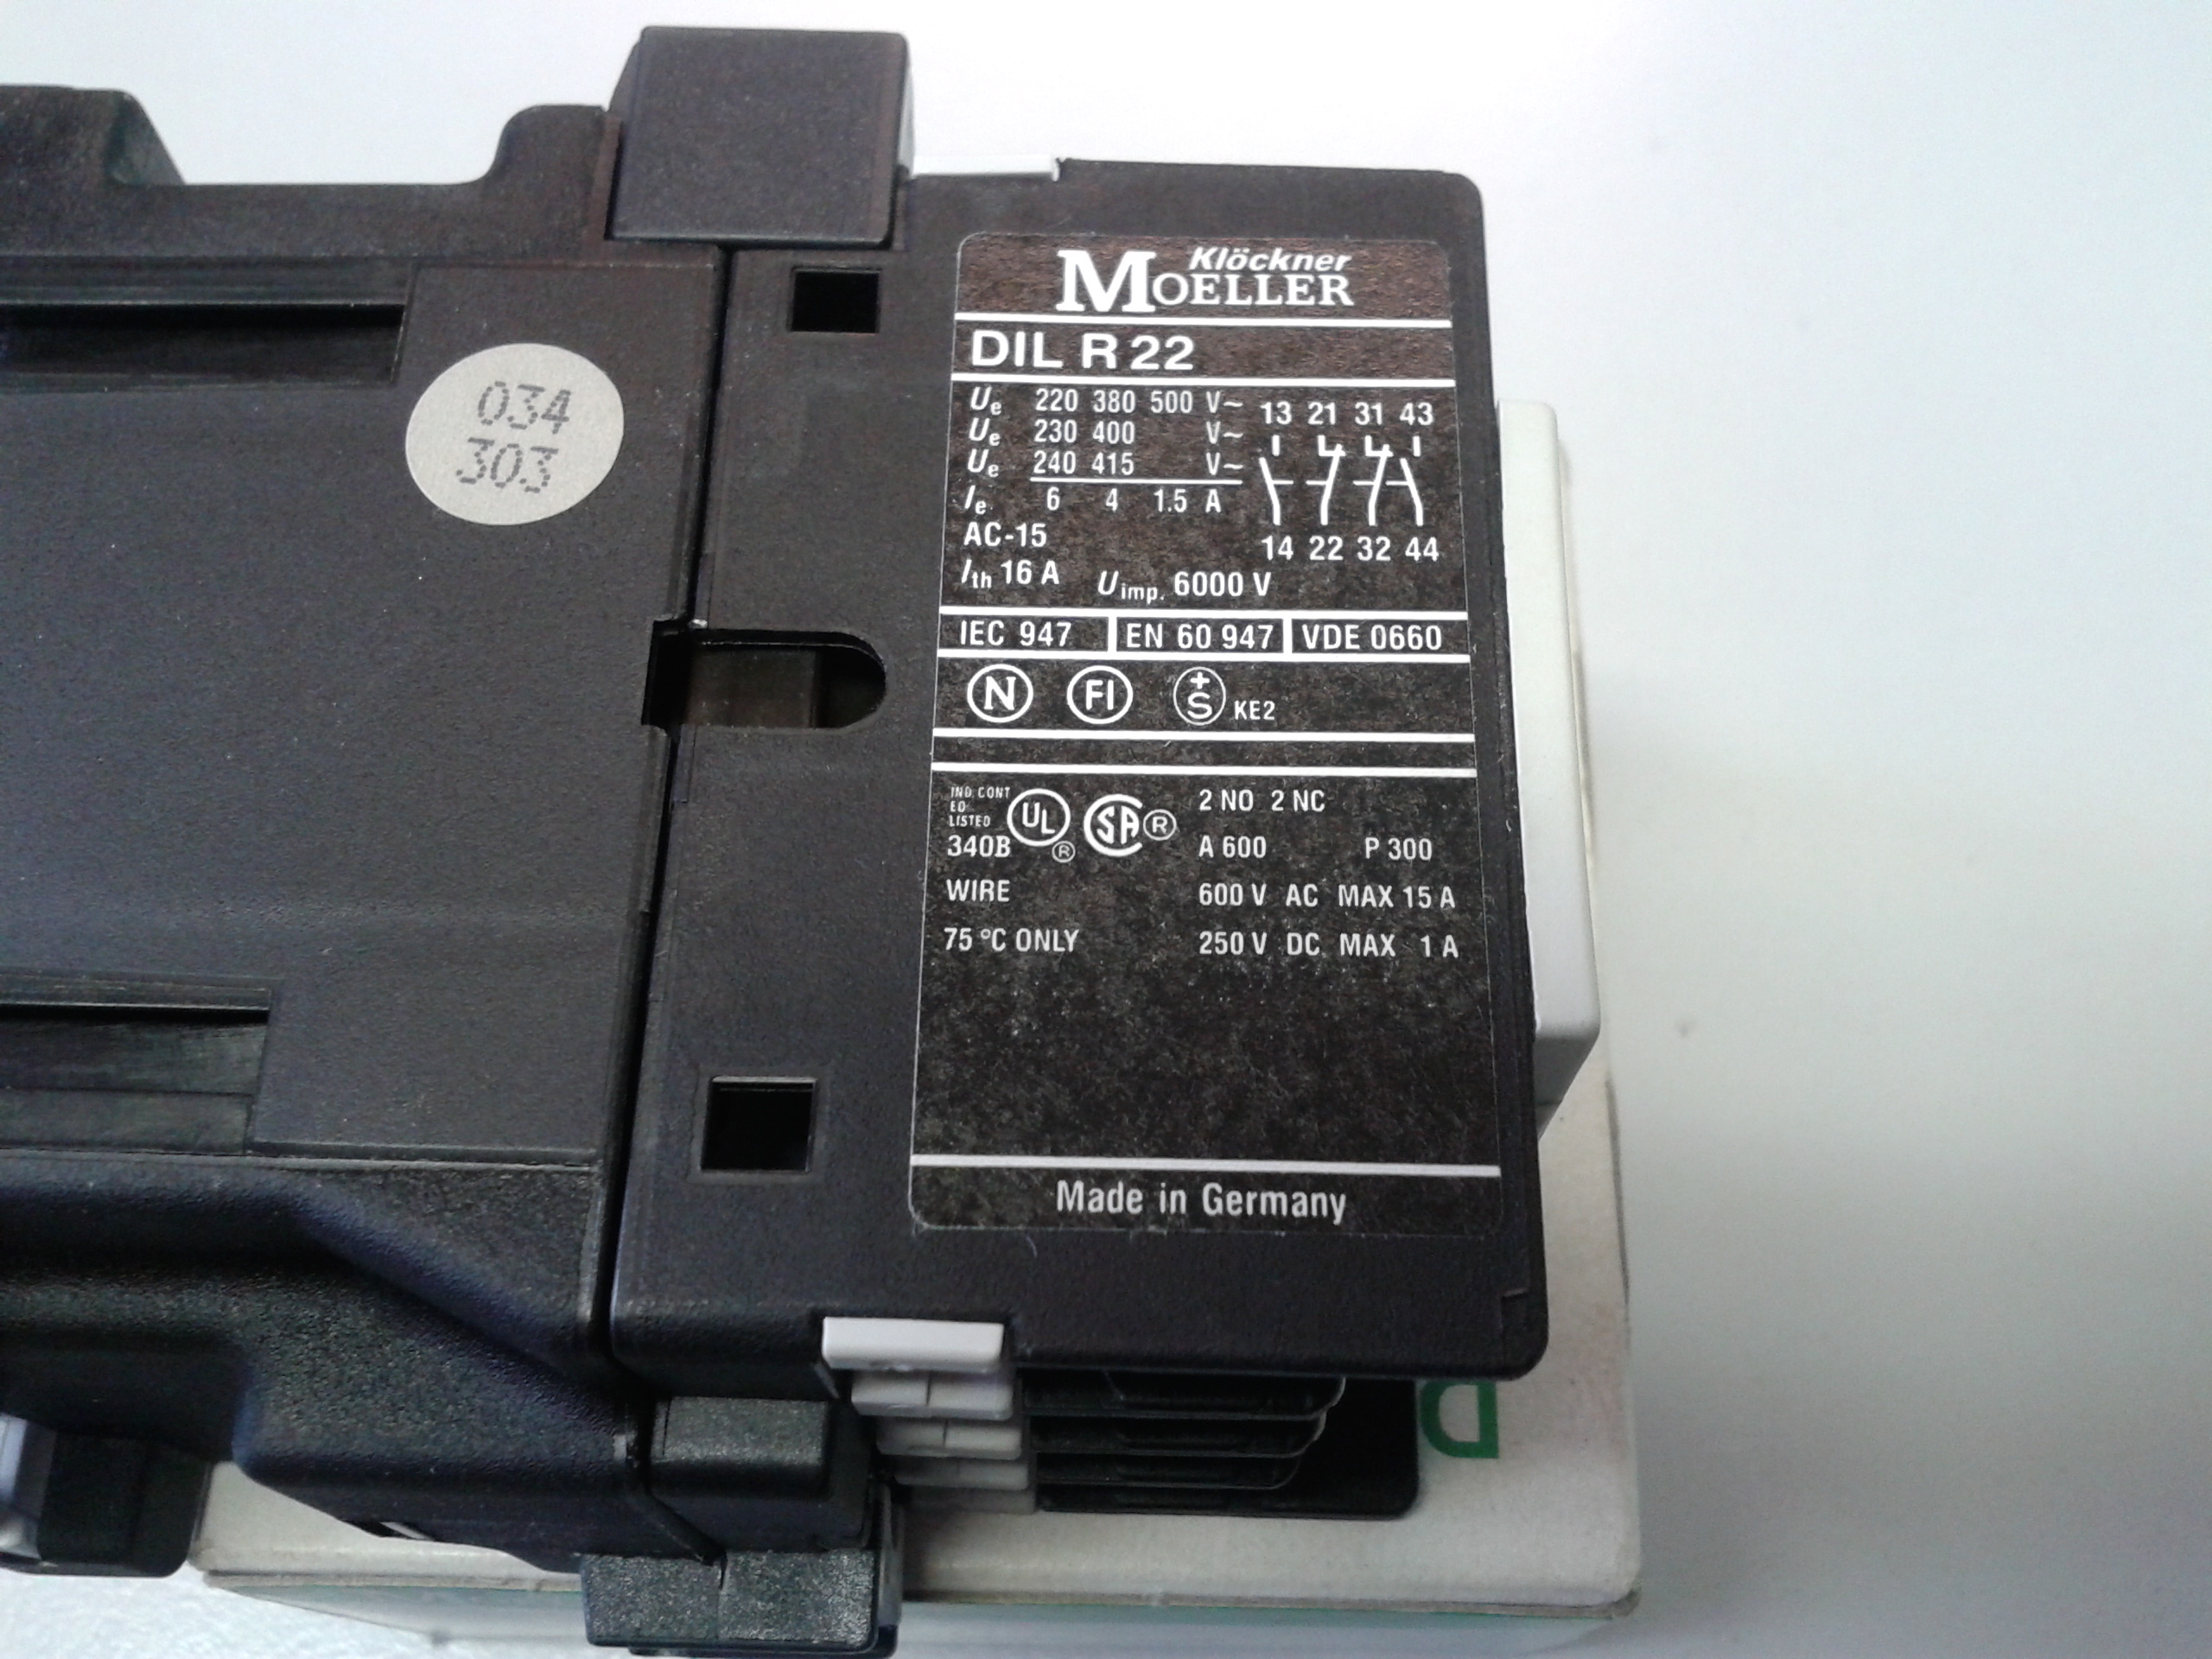 034
303
Klöckner
MOELLER
DIL R 22
Ue 220 380 500 V~ 13 21 31 43
Ue 230 400 V~
Ue 240 415 V~
Ie 6 4 1.5 A
AC-15 14 22 32 44
Ith 16 A Uimp. 6000 V
IEC 947 EN 60 947 VDE 0660
N FI +S KE2
IND. CONT
EQ
LISTED
340B UL ® SA ® 2 NO 2 NC
A 600 P 300
WIRE 600 V AC MAX 15 A
75 °C ONLY 250 V DC MAX 1 A
Made in Germany
D